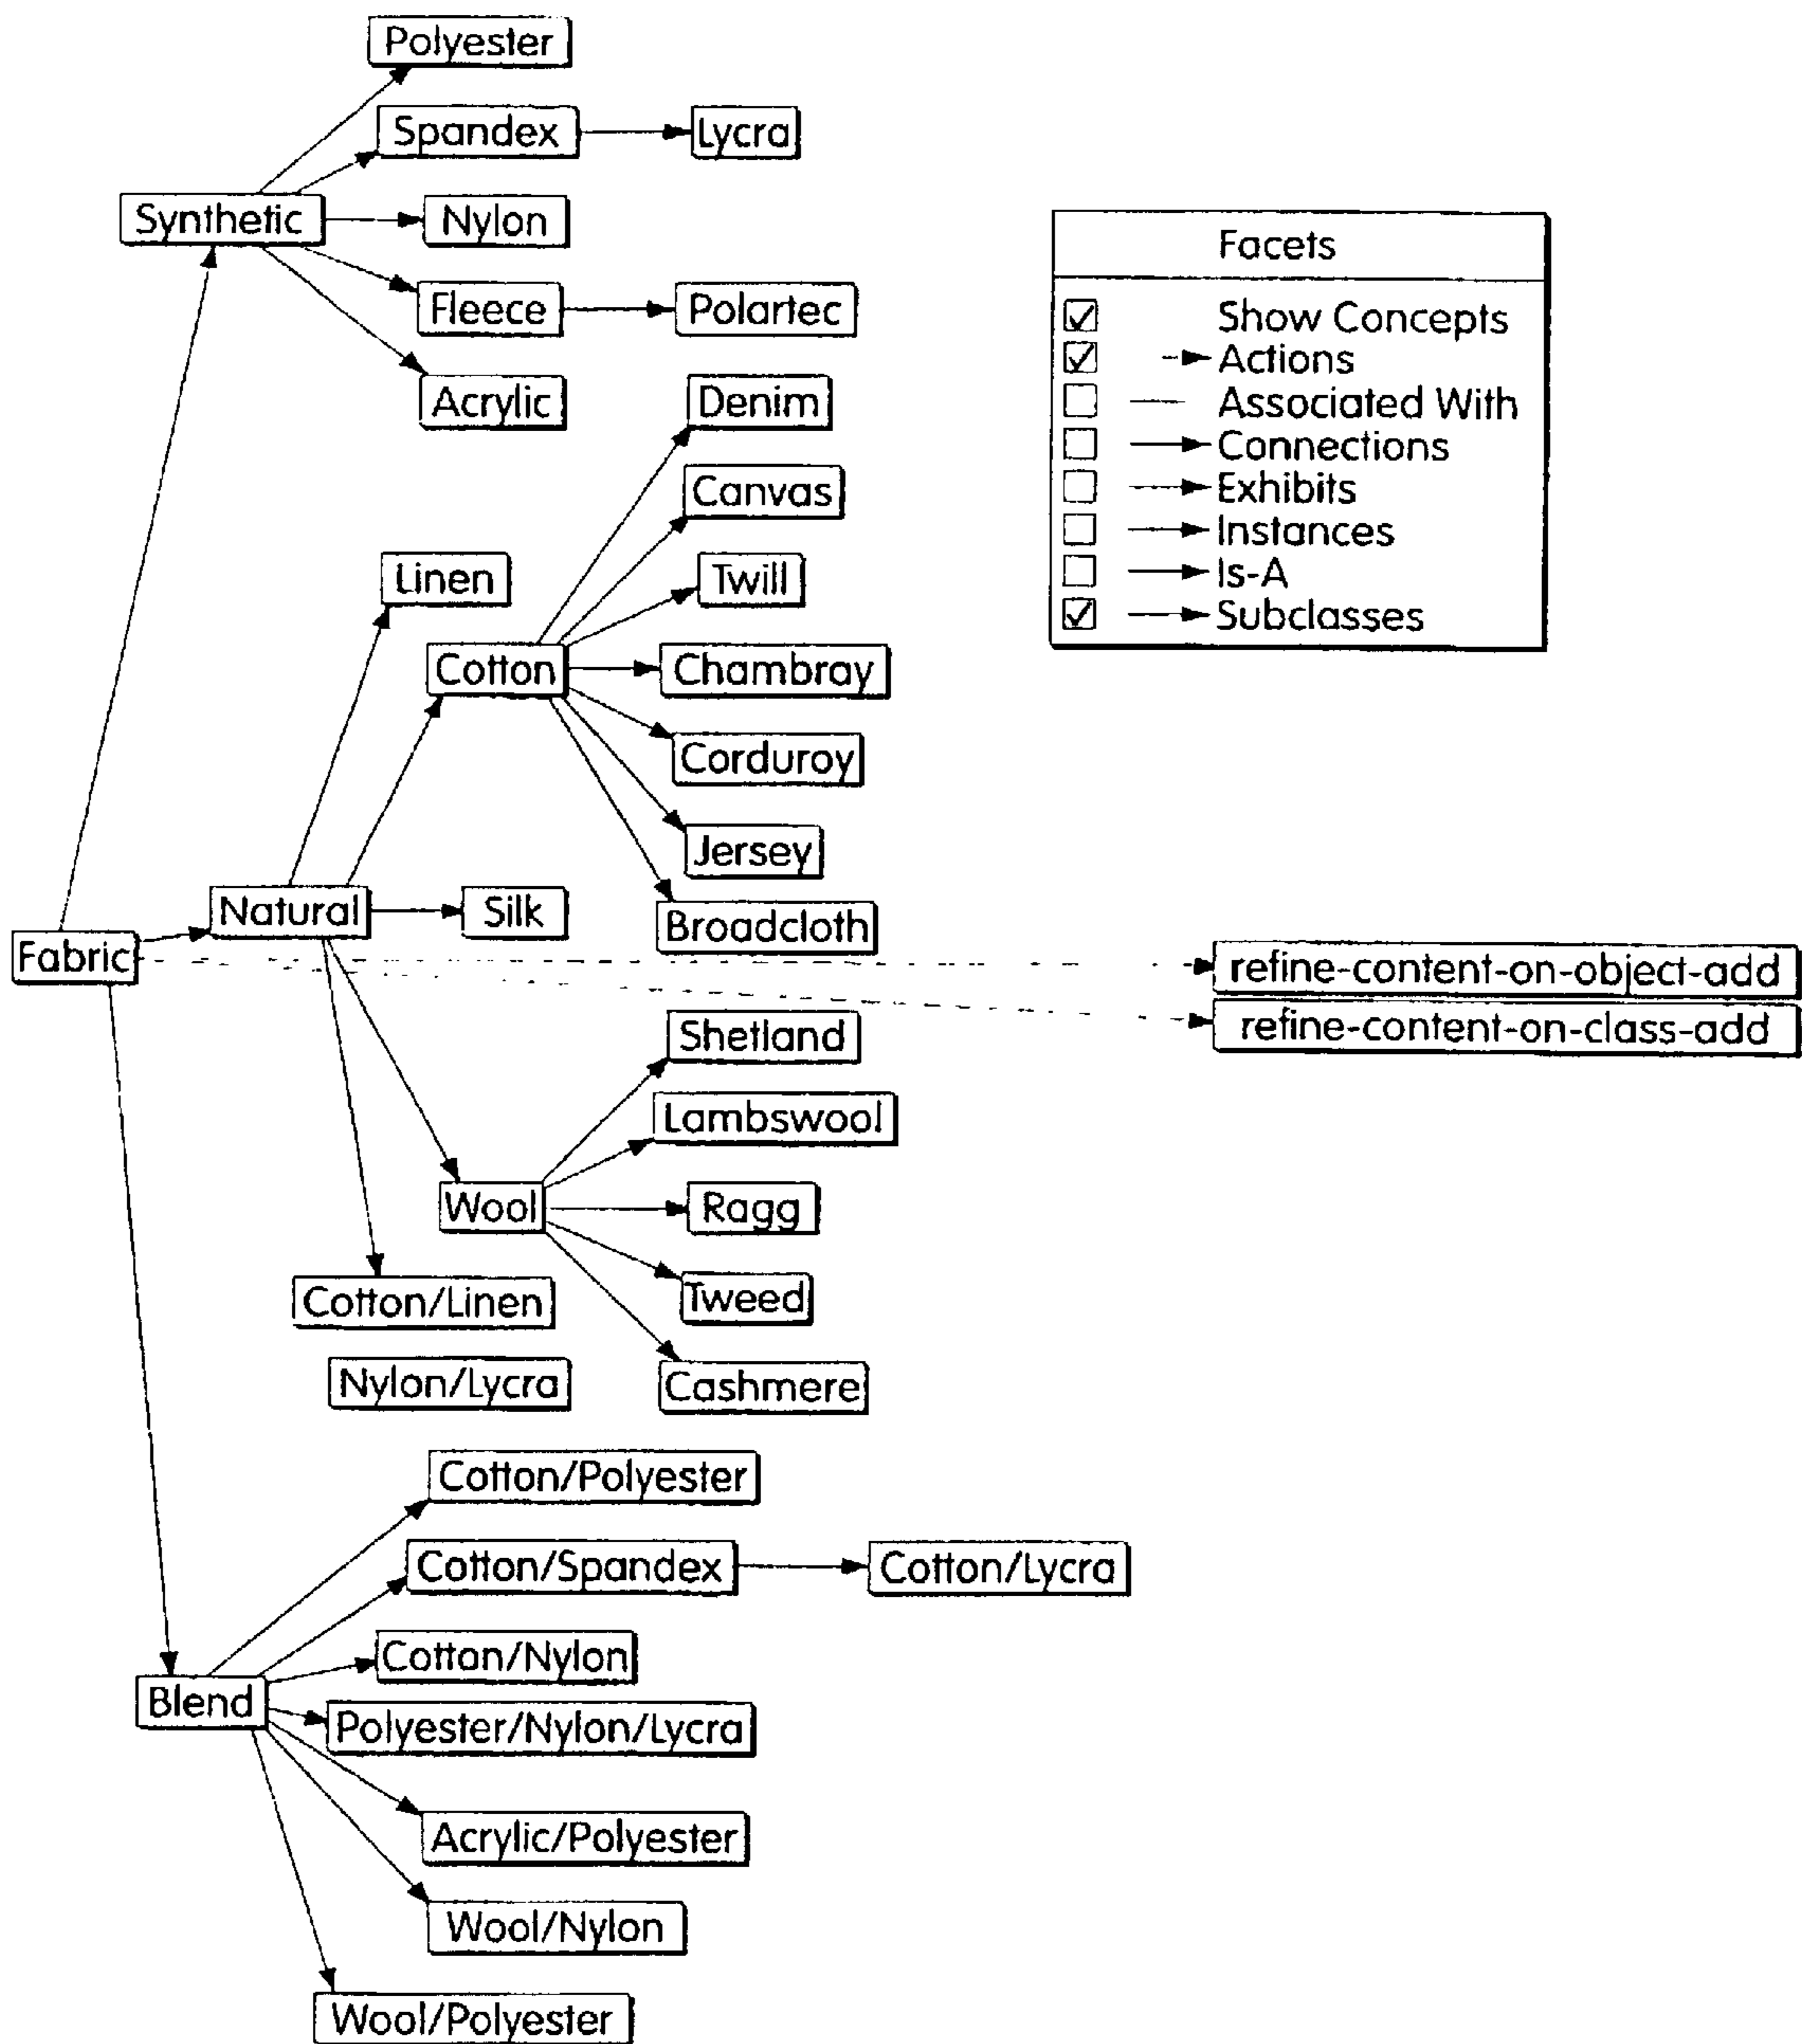 Polyester
Spandex
Lycra
Synthetic
Nylon
Fleece
Polartec
Acrylic
Facets
Show Concepts
Actions
Associated With
Connections
Exhibits
Instances
Is-A
Subclasses
Denim
Canvas
Linen
Twill
Cotton
Chambray
Corduroy
Jersey
Natural
Silk
Broadcloth
Fabric
refine-content-on-object-add
refine-content-on-class-add
Shetland
Lambswool
Wool
Ragg
Tweed
Cotton/Linen
Nylon/Lycra
Cashmere
Cotton/Polyester
Cotton/Spandex
Cotton/Lycra
Cotton/Nylon
Blend
Polyester/Nylon/Lycra
Acrylic/Polyester
Wool/Nylon
Wool/Polyester